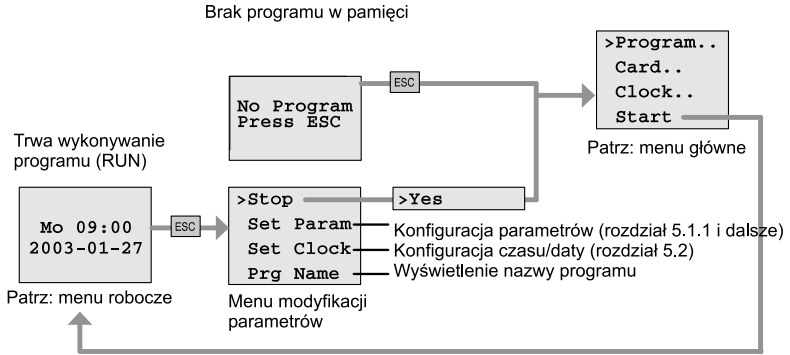 Brak programu w pamięci
>Program..
Card..
Clock..
Start
Patrz: menu główne
ESC
No Program
Press ESC
Trwa wykonywanie
programu (RUN)
Mo 09:00
2003-01-27
Patrz: menu robocze
ESC
>Stop
Set Param
Set Clock
Prg Name
Menu modyfikacji
parametrów
>Yes
Konfiguracja parametrów (rozdział 5.1.1 i dalsze)
Konfiguracja czasu/daty (rozdział 5.2)
Wyświetlenie nazwy programu